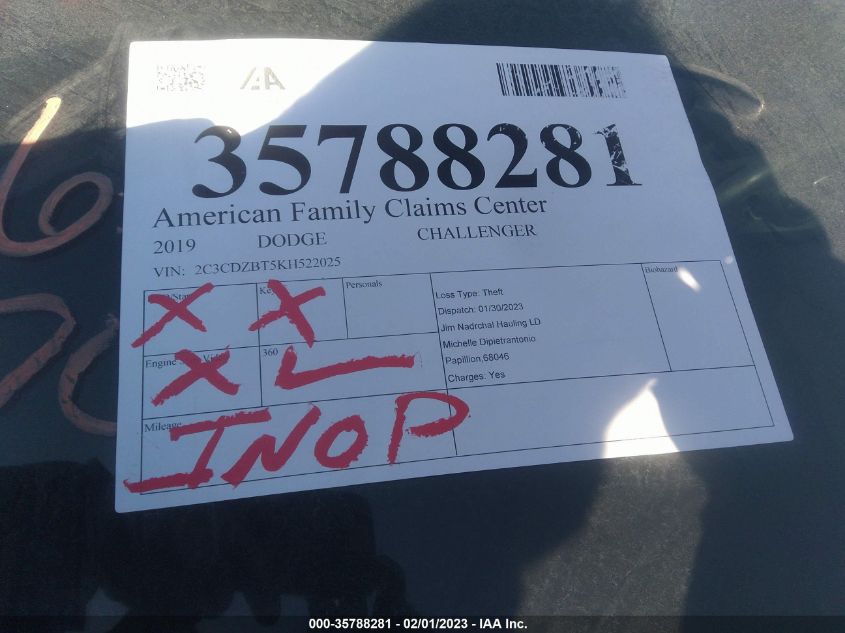 IAA
35788281
American Family Claims Center
2019 DODGE CHALLENGER
VIN: 2C3CDZBT5KH522025
Personals
Biohazard
Loss Type: Theft
Dispatch: 01/30/2023
Jim Nadrchal Hauling LD
Michelle Dipietrantonio
Papillion,68046
Charges: Yes
X X
Engine
360
X
Mileage
INOP
000-35788281 - 02/01/2023 - IAA Inc.